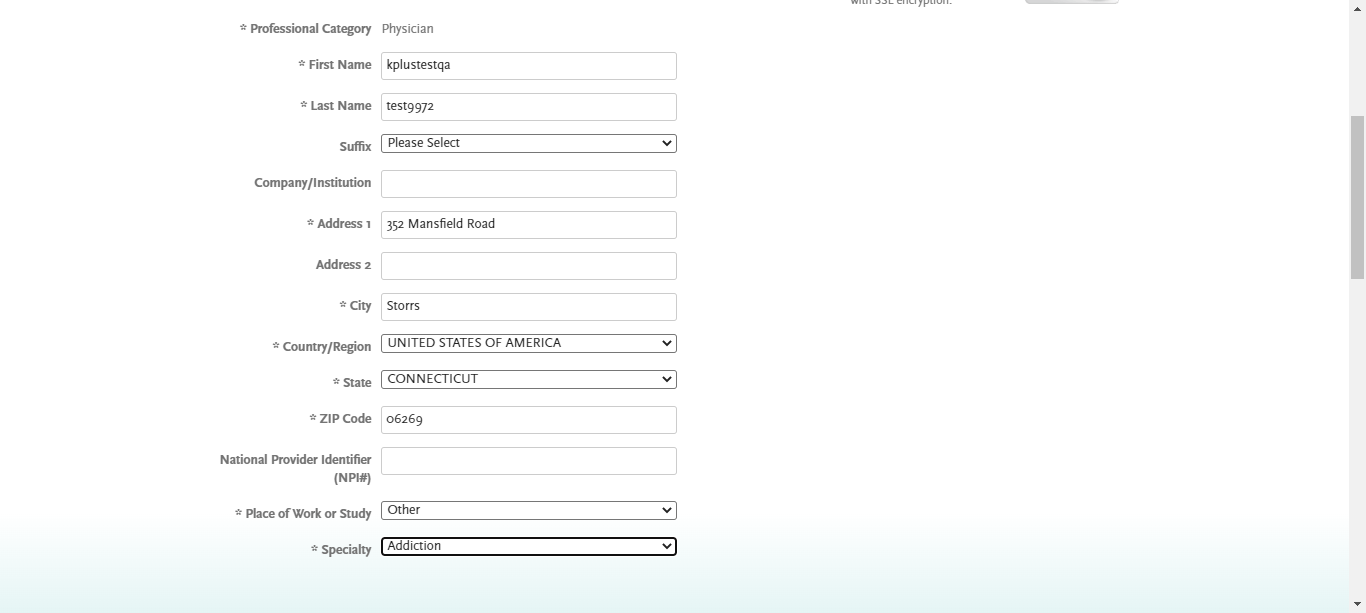 with SSL encryption.
* Professional Category Physician
* First Name kplustestqa
* Last Name test9972
Suffix Please Select
Company/Institution
* Address 1 352 Mansfield Road
Address 2
* City Storrs
* Country/Region UNITED STATES OF AMERICA
* State CONNECTICUT
* ZIP Code 06269
National Provider Identifier
(NPI#)
* Place of Work or Study Other
* Specialty Addiction